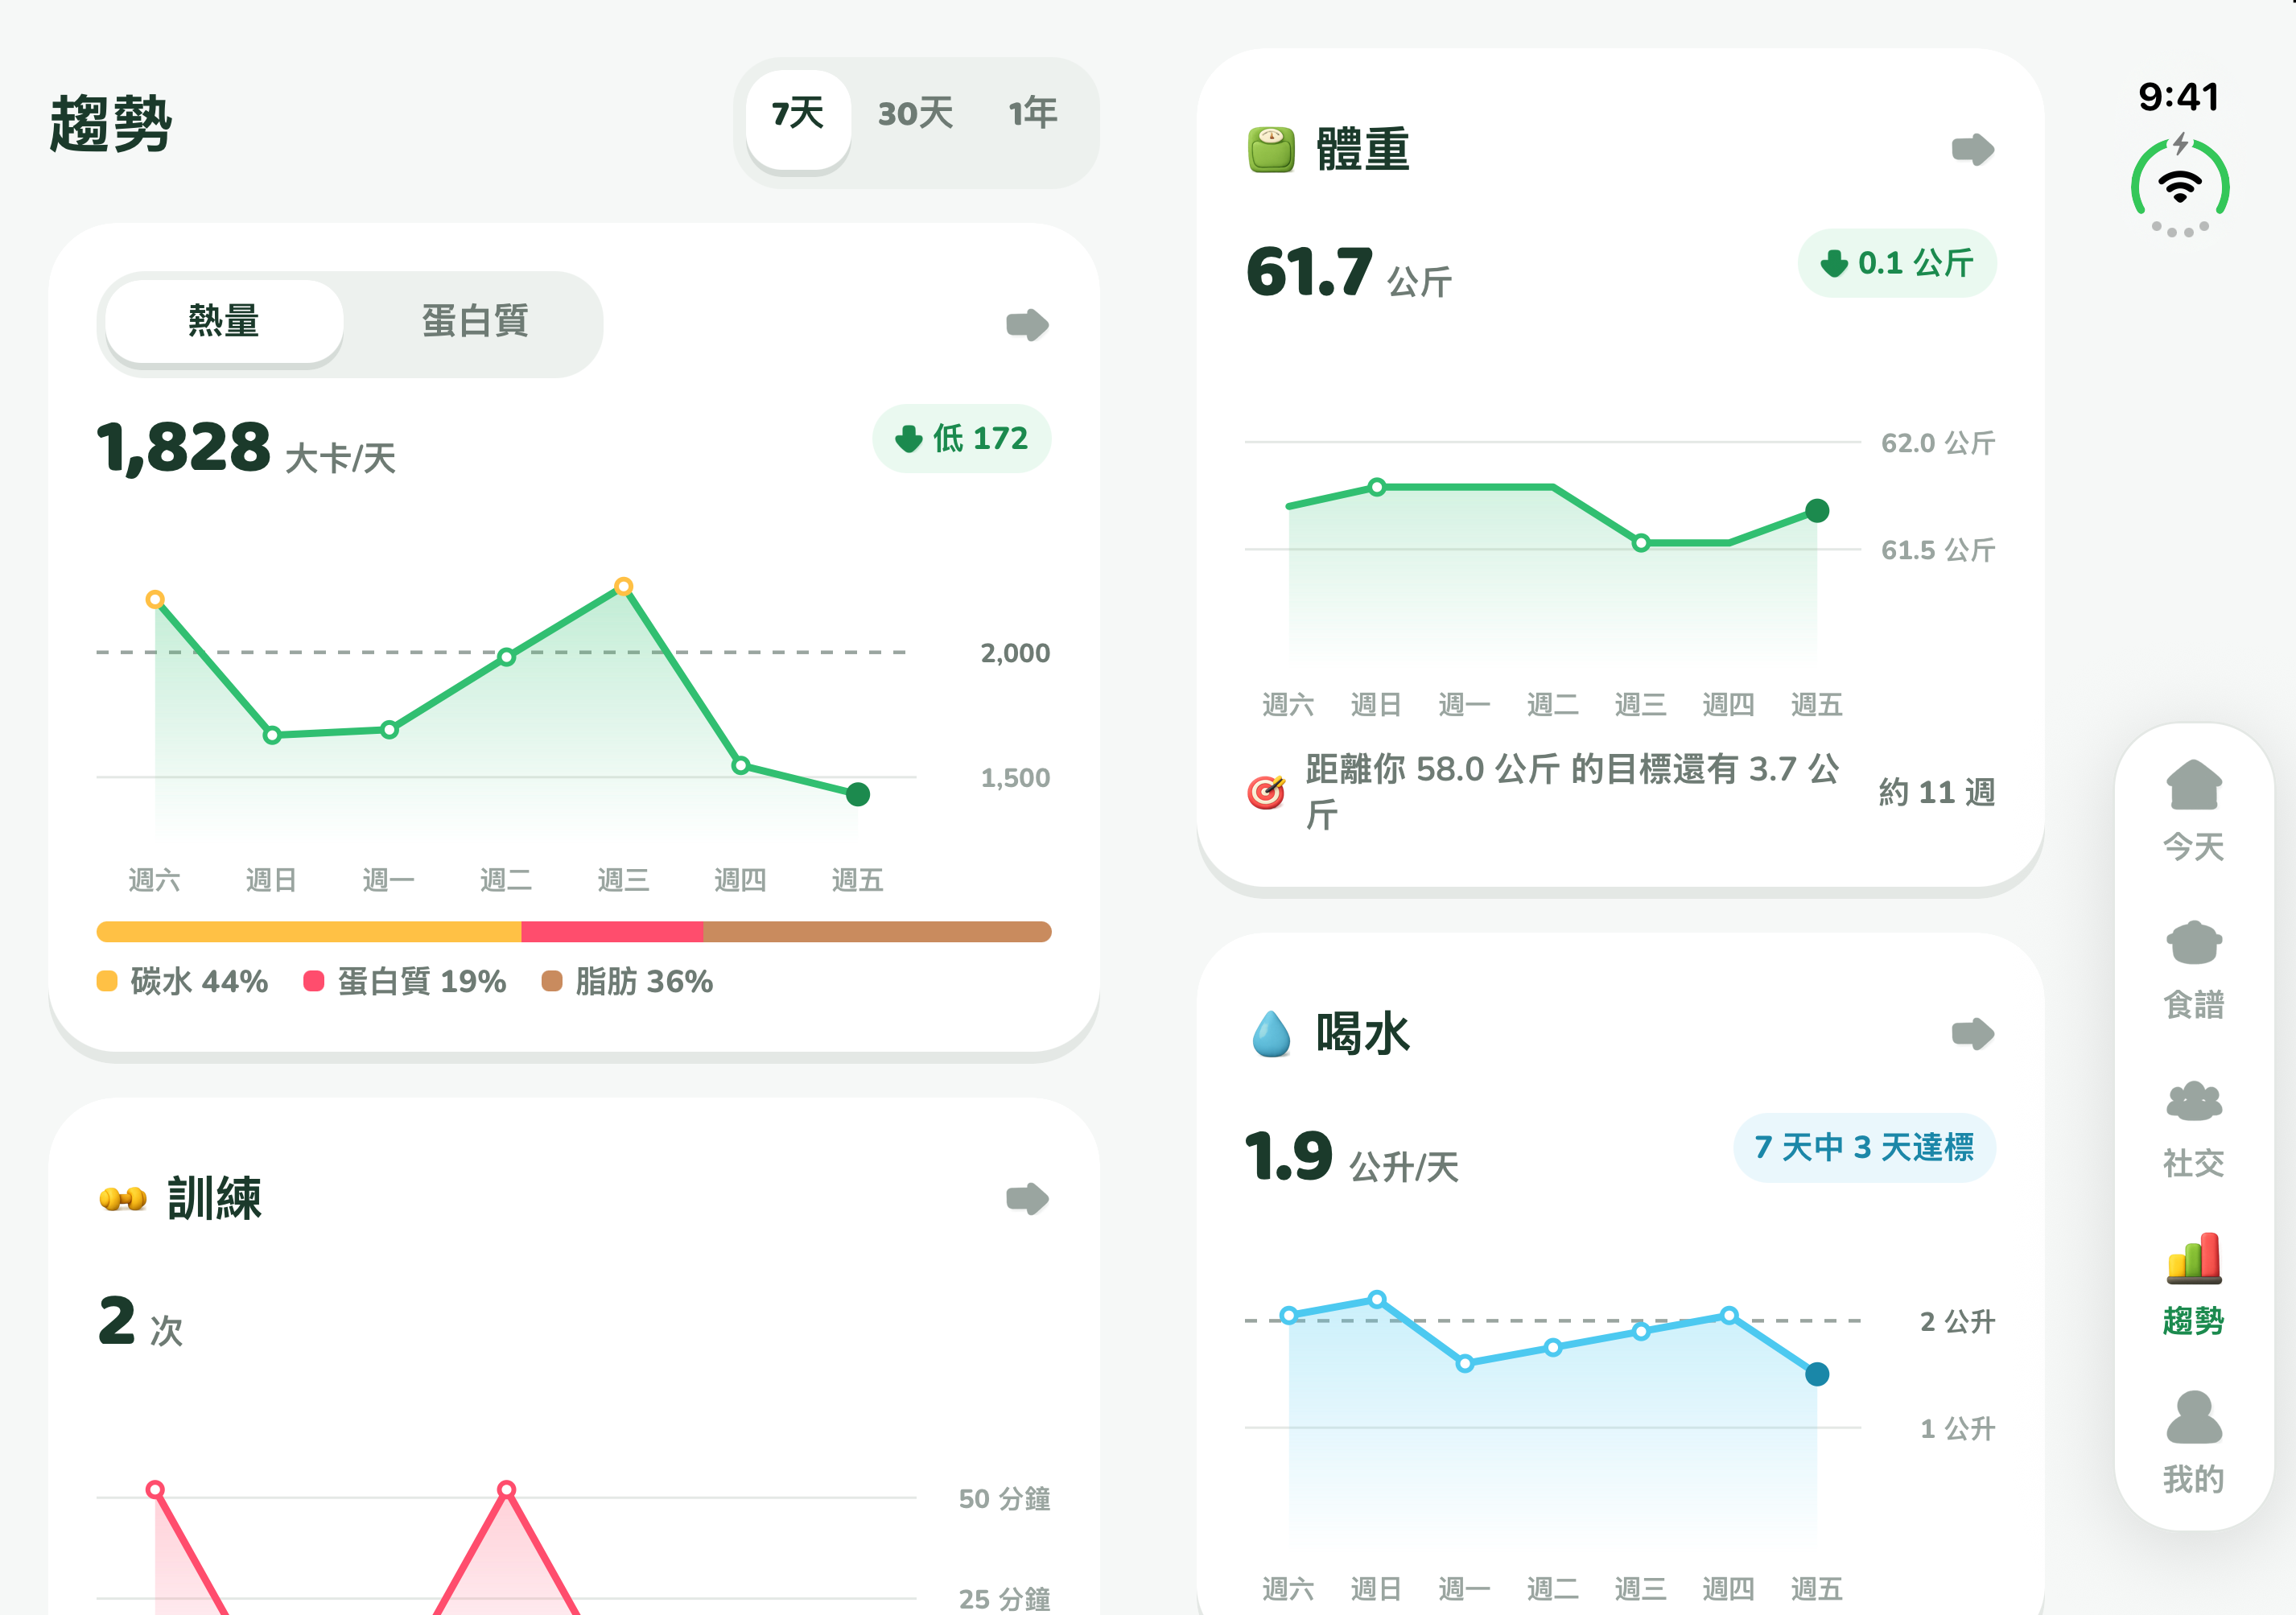 趨勢
7天 30天 1年
熱量 蛋白質
1,828 大卡/天
低 172
2,000
1,500
週六 週日 週一 週二 週三 週四 週五
碳水 44% 蛋白質 19% 脂肪 36%
訓練
2 次
50 分鐘
25 分鐘
體重
61.7 公斤
0.1 公斤
62.0 公斤
61.5 公斤
週六 週日 週一 週二 週三 週四 週五
距離你 58.0 公斤 的目標還有 3.7 公
斤
約 11 週
喝水
1.9 公升/天
7 天中 3 天達標
2 公升
1 公升
週六 週日 週一 週二 週三 週四 週五
9:41
今天
食譜
社交
趨勢
我的